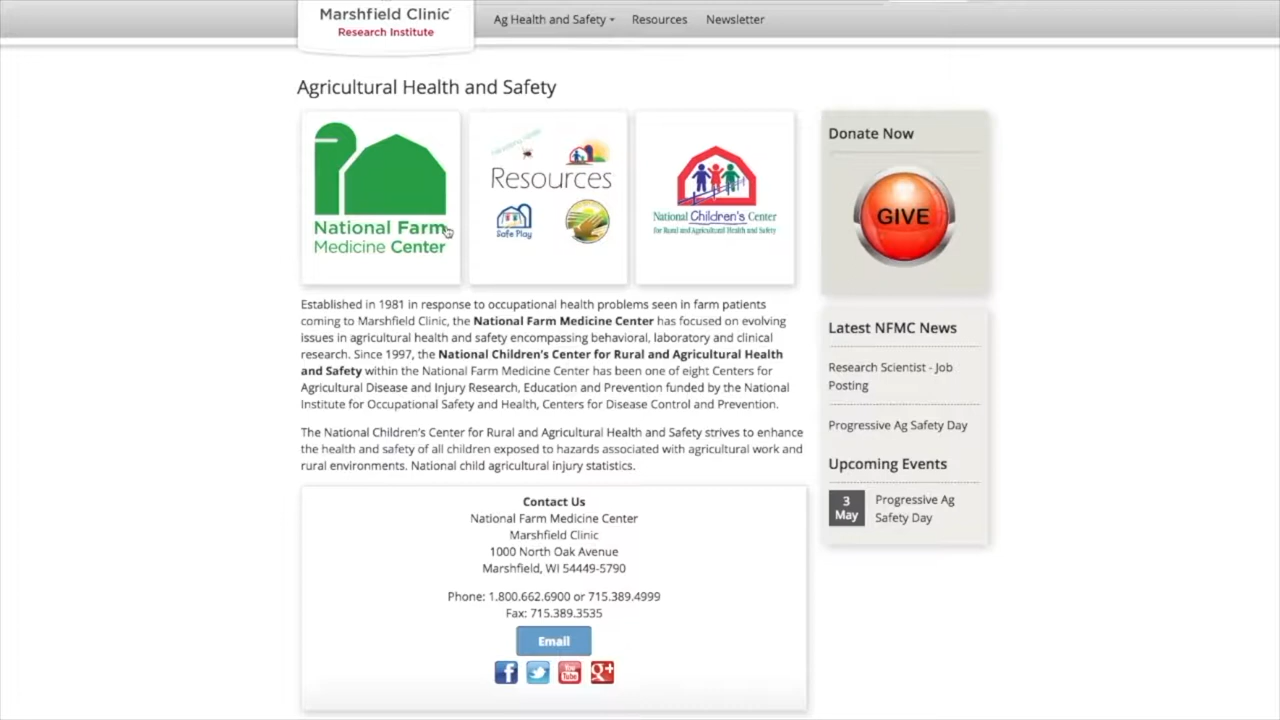 Marshfield Clinic
Research Institute
Ag Health and Safety
Resources
Newsletter
Agricultural Health and Safety
National Farm
Medicine Center
Resources
Safe Play
National Children's Center
for Rural and Agricultural Health and Safety
Established in 1981 in response to occupational health problems seen in farm patients
coming to Marshfield Clinic, the National Farm Medicine Center has focused on evolving
issues in agricultural health and safety encompassing behavioral, laboratory and clinical
research. Since 1997, the National Children's Center for Rural and Agricultural Health
and Safety within the National Farm Medicine Center has been one of eight Centers for
Agricultural Disease and Injury Research, Education and Prevention funded by the National
Institute for Occupational Safety and Health, Centers for Disease Control and Prevention.
The National Children's Center for Rural and Agricultural Health and Safety strives to enhance
the health and safety of all children exposed to hazards associated with agricultural work and
rural environments. National child agricultural injury statistics.
Contact Us
National Farm Medicine Center
Marshfield Clinic
1000 North Oak Avenue
Marshfield, WI 54449-5790
Phone: 1.800.662.6900 or 715.389.4999
Fax: 715.389.3535
Email
You
Tube
Donate Now
GIVE
Latest NFMC News
Research Scientist - Job
Posting
Progressive Ag Safety Day
Upcoming Events
3
May
Progressive Ag
Safety Day